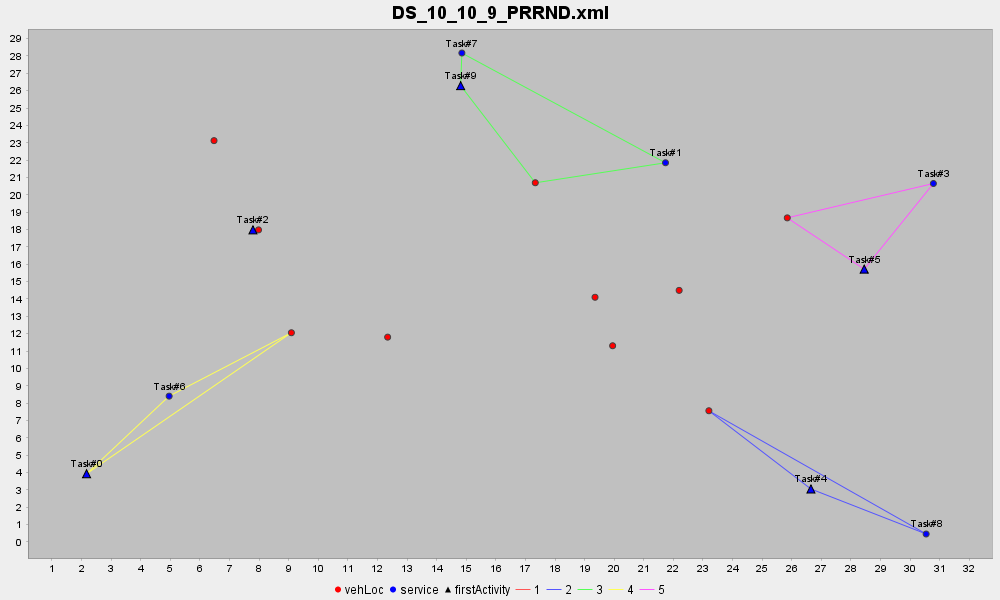 DS_10_10_9_PRRND.xml
29
28
27
26
25
24
23
22
21
20
19
18
17
16
15
14
13
12
11
10
9
8
7
6
5
4
3
2
1
0
Task#7
Task#9
Task#1
Task#3
Task#2
Task#5
Task#6
Task#0
Task#4
Task#8
1 2 3 4 5 6 7 8 9 10 11 12 13 14 15 16 17 18 19 20 21 22 23 24 25 26 27 28 29 30 31 32
vehLoc service firstActivity 1 2 3 4 5